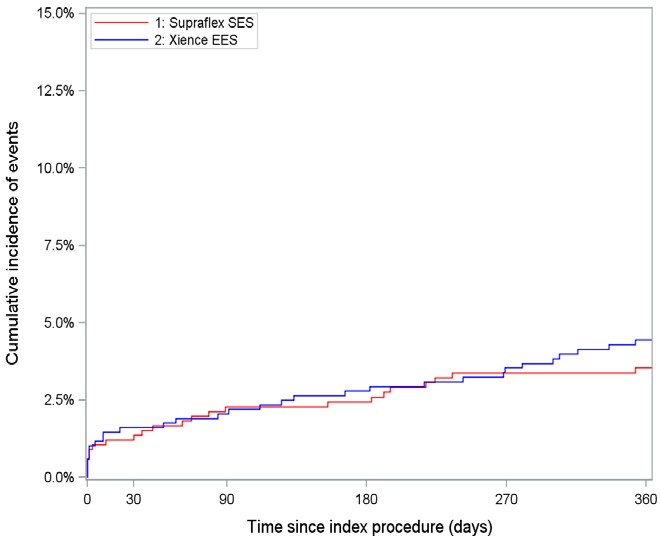 15.0%
1: Supraflex SES
2: Xience EES
12.5%
10.0%
7.5%
5.0%
2.5%
0.0%
Cumulative incidence of events
0 30 90 180 270 360
Time since index procedure (days)